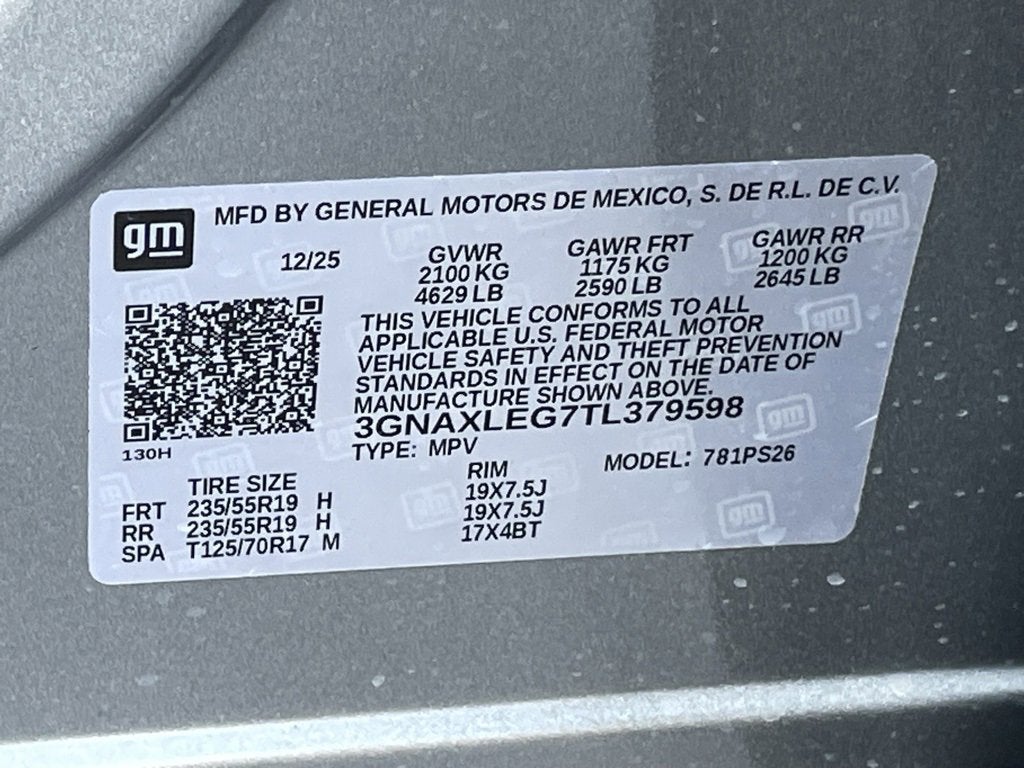 gm
MFD BY GENERAL MOTORS DE MEXICO, S. DE R.L. DE C.V.
12/25
GVWR GAWR FRT GAWR RR
2100 KG 1175 KG 1200 KG
4629 LB 2590 LB 2645 LB
THIS VEHICLE CONFORMS TO ALL
APPLICABLE U.S. FEDERAL MOTOR
VEHICLE SAFETY AND THEFT PREVENTION
STANDARDS IN EFFECT ON THE DATE OF
MANUFACTURE SHOWN ABOVE.
3GNAXLEG7TL379598
130H
TYPE: MPV MODEL: 781PS26
TIRE SIZE RIM
FRT 235/55R19 H 19X7.5J
RR 235/55R19 H 19X7.5J
SPA T125/70R17 M 17X4BT